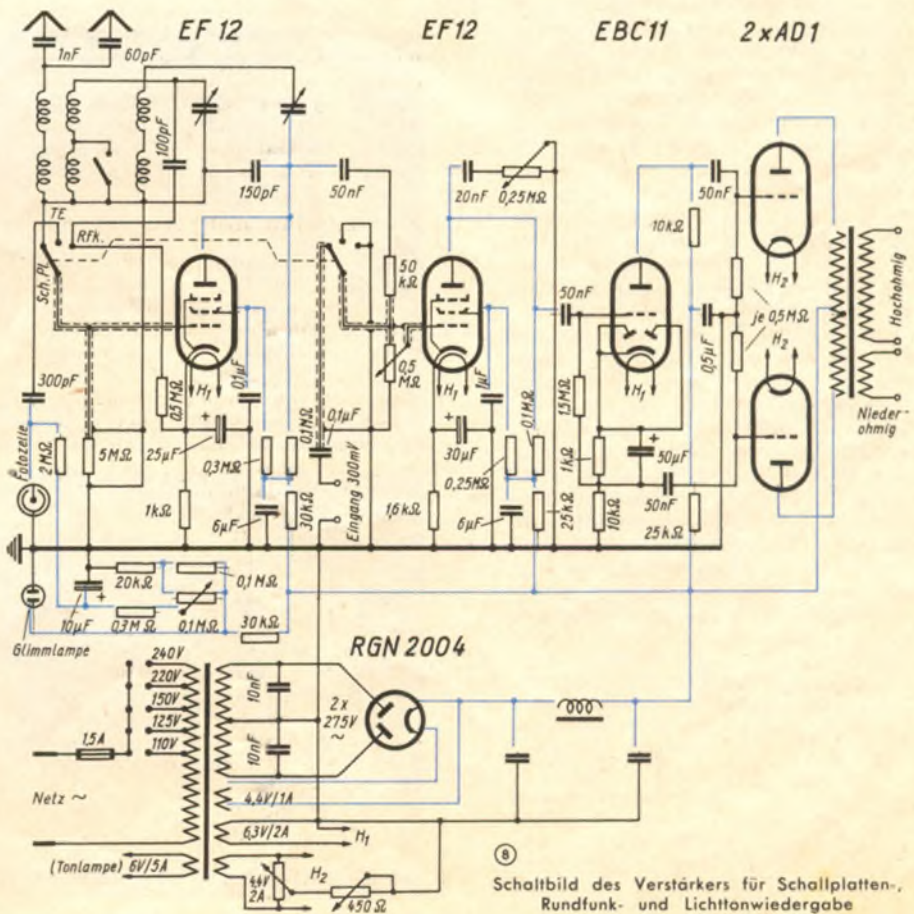 EF 12 EF12 EBC11 2xAD1
1nF 60pF
100pF
150pF 50nF 20nF 0,25MΩ 50nF
10kΩ
TE
Rfk.
Sch.Pl.
50 kΩ
50nF
H₂
je 0,5MΩ
H₂
0,5μF
Hochohmig
Nieder-
ohmig
0,5 MΩ
300pF
H₁ H₁ H₁
0,1μF 1μF
0,5MΩ
0,1MΩ
0,1μF
0,1MΩ
1,5MΩ
Fotozelle
2MΩ 5MΩ
25μF
0,3MΩ
30μF
0,25MΩ
1kΩ
50μF
50nF
1kΩ
6μF
30kΩ
Eingang 300mV
1,6kΩ
6μF
25kΩ
10kΩ
25kΩ
20kΩ 0,1MΩ
10μF
0,3MΩ 0,1MΩ 30kΩ
Glimmlampe
RGN 2004
240V
220V
150V
125V
110V
1,5A
10nF
10nF
2x
275V
~
Netz ~
4,4V/1A
6,3V/2A H₁
(Tonlampe) 6V/5A
4,4V
2A
H₂
450Ω
8
Schaltbild des Verstärkers für Schallplatten-,
Rundfunk- und Lichttonwiedergabe